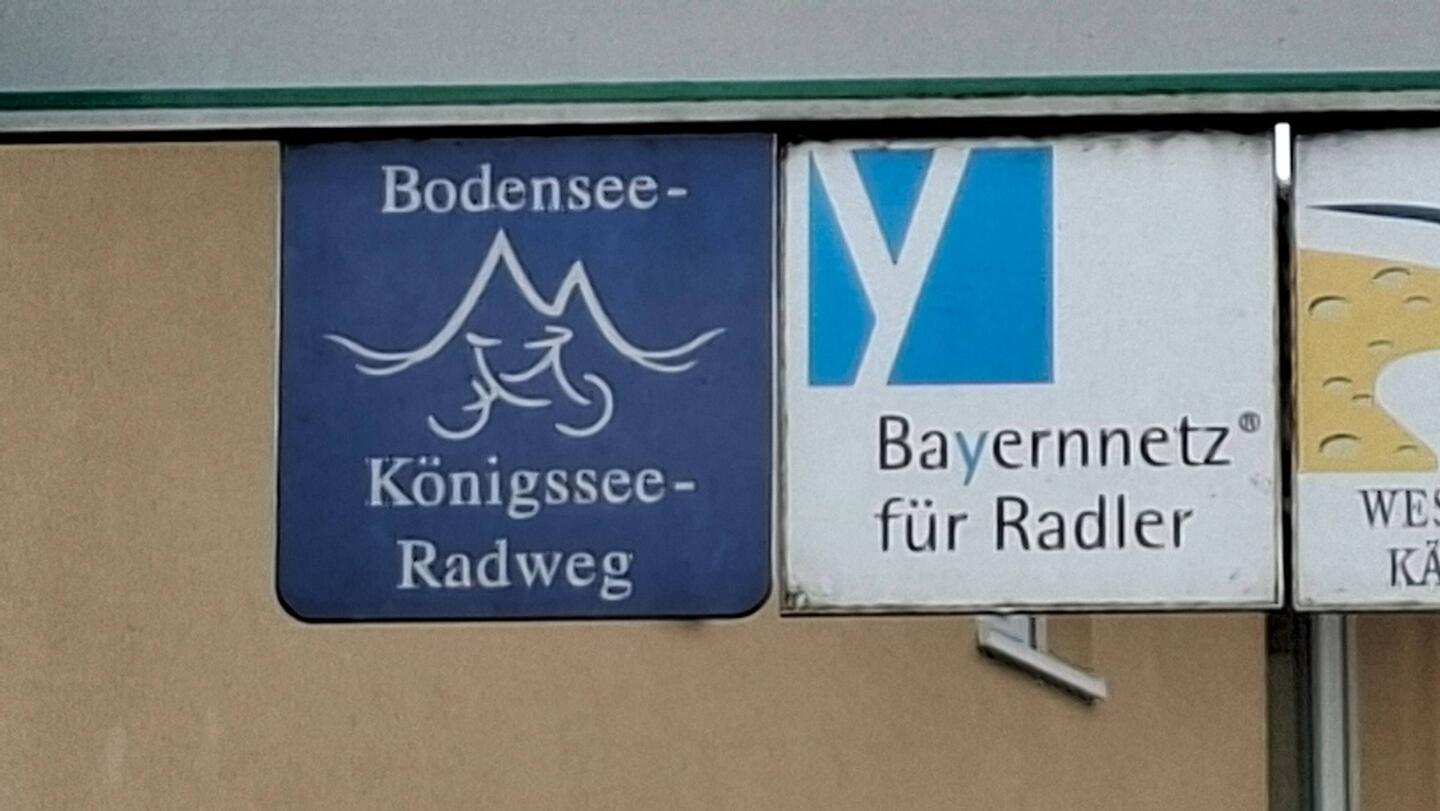 Bodensee-
Königssee-
Radweg
y
Bayernnetz®
für Radler